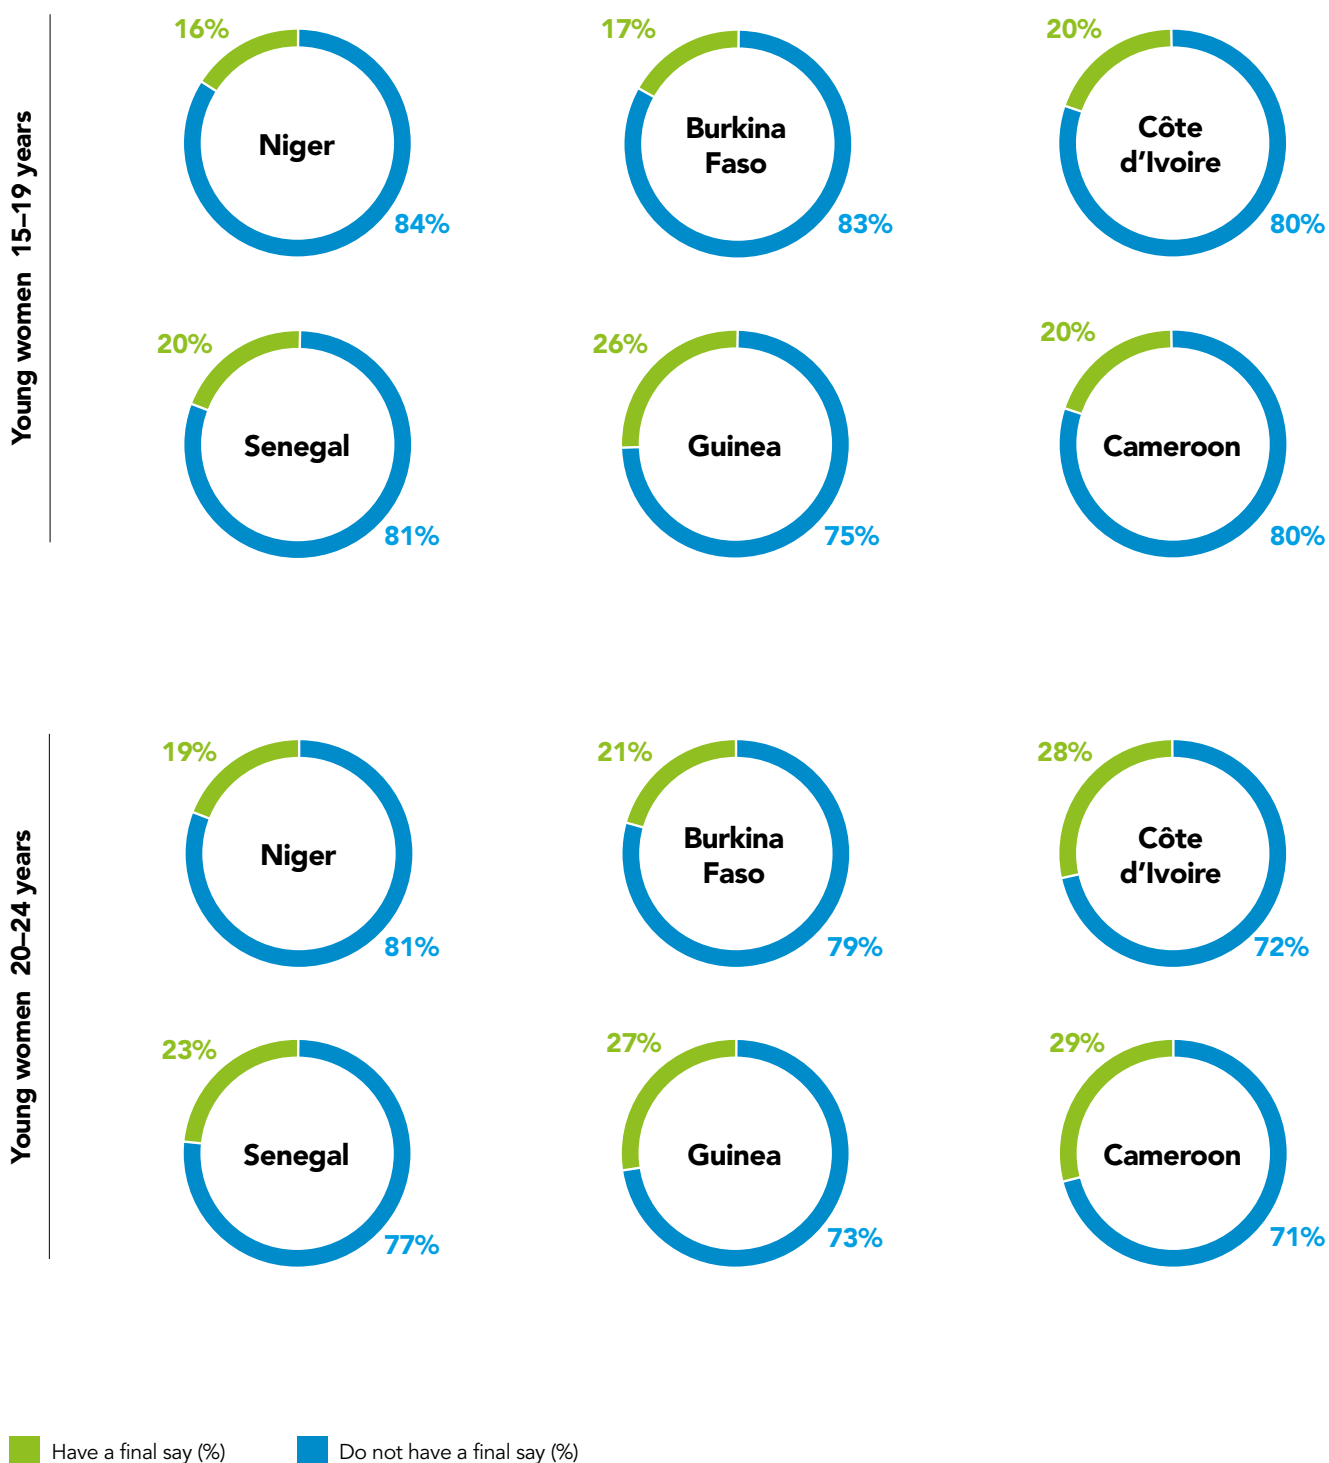 Young women 15–19 years
16%
Niger
84%
17%
Burkina
Faso
83%
20%
Côte
d’Ivoire
80%
20%
Senegal
81%
26%
Guinea
75%
20%
Cameroon
80%
Young women 20–24 years
19%
Niger
81%
21%
Burkina
Faso
79%
28%
Côte
d’Ivoire
72%
23%
Senegal
77%
27%
Guinea
73%
29%
Cameroon
71%
Have a final say (%)
Do not have a final say (%)